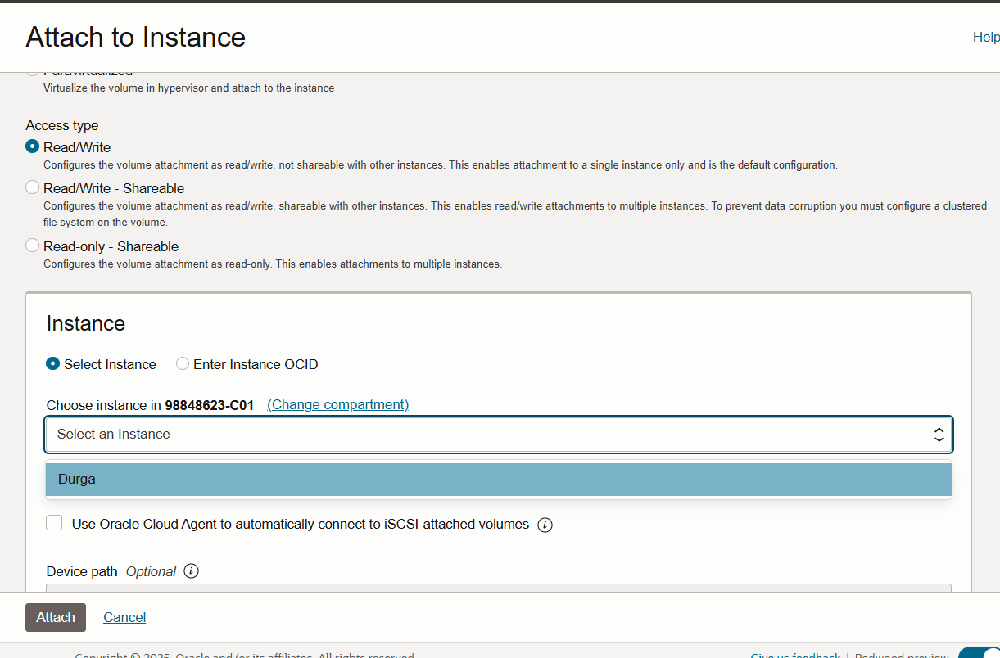 Attach to Instance
Help
Paravirtualized
Virtualize the volume in hypervisor and attach to the instance
Access type
Read/Write
Configures the volume attachment as read/write, not shareable with other instances. This enables attachment to a single instance only and is the default configuration.
Read/Write - Shareable
Configures the volume attachment as read/write, shareable with other instances. This enables read/write attachments to multiple instances. To prevent data corruption you must configure a clustered
file system on the volume.
Read-only - Shareable
Configures the volume attachment as read-only. This enables attachments to multiple instances.
Instance
Select Instance Enter Instance OCID
Choose instance in 98848623-C01 (Change compartment)
Select an Instance
Durga
Use Oracle Cloud Agent to automatically connect to iSCSI-attached volumes
Device path Optional
Attach Cancel
Copyright © 2025, Oracle and/or its affiliates. All rights reserved. Give us feedback | Redwood preview